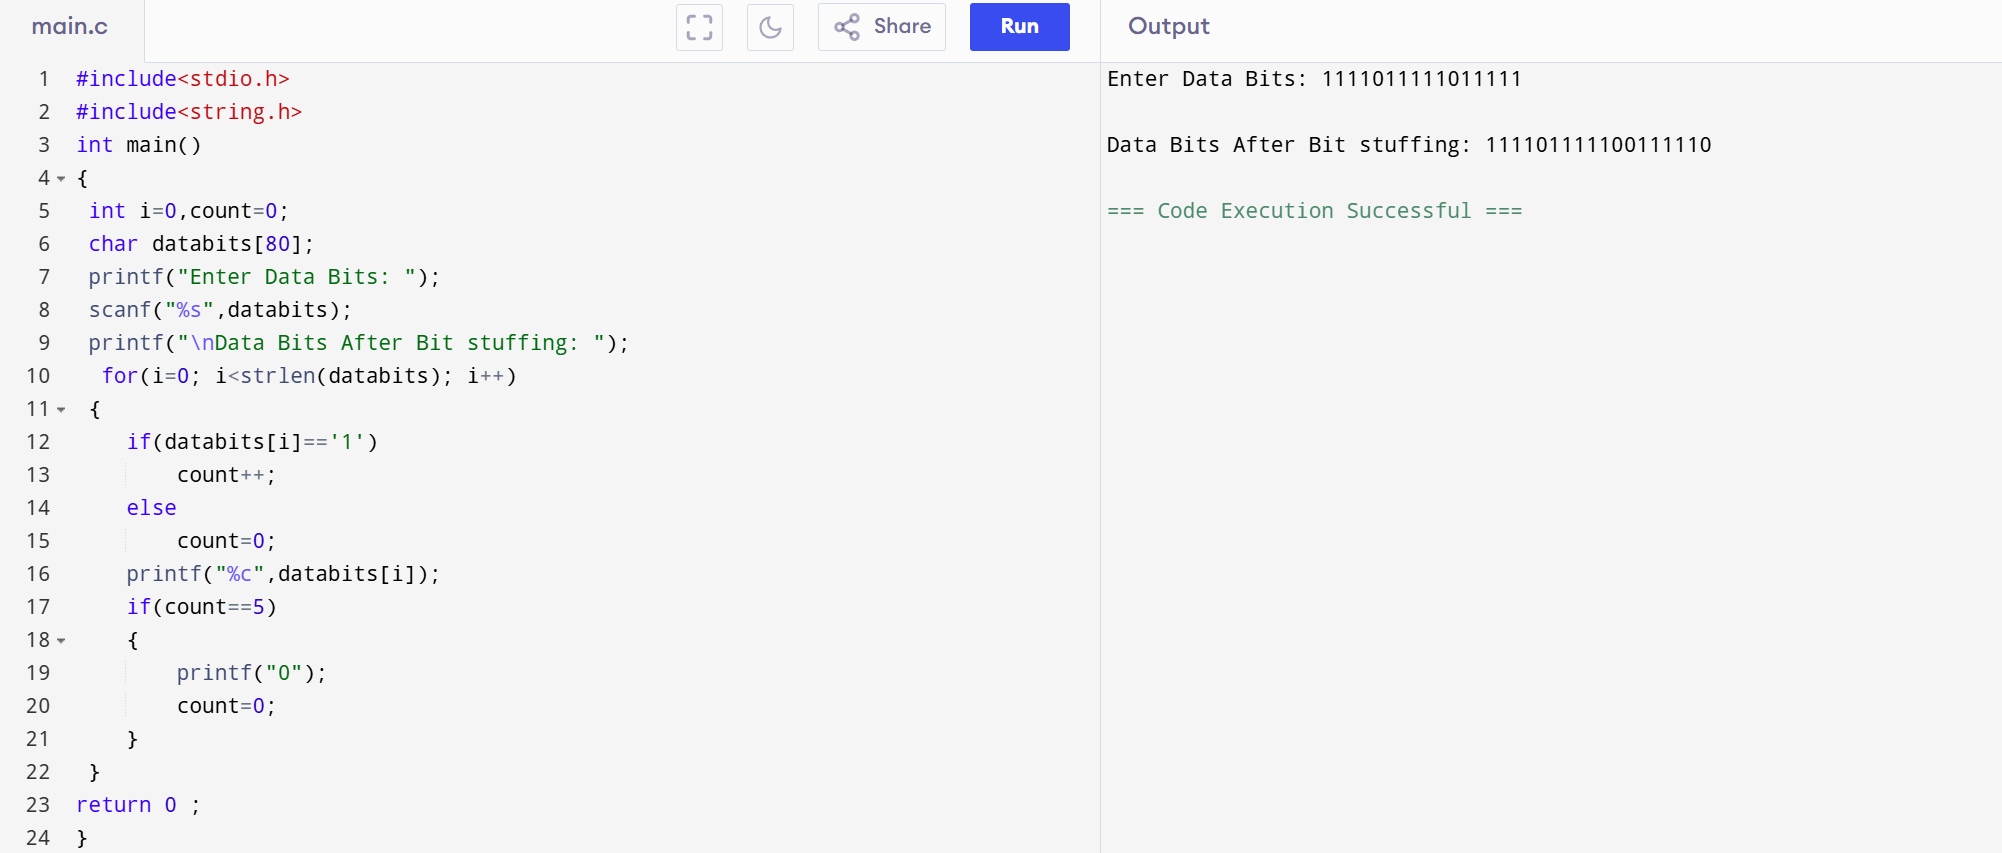 main.c
Share
Run
Output
1 #include<stdio.h>
2 #include<string.h>
3 int main()
4 {
5 int i=0,count=0;
6 char databits[80];
7 printf("Enter Data Bits: ");
8 scanf("%s",databits);
9 printf("\nData Bits After Bit stuffing: ");
10 for(i=0; i<strlen(databits); i++)
11 {
12 if(databits[i]=='1')
13 count++;
14 else
15 count=0;
16 printf("%c",databits[i]);
17 if(count==5)
18 {
19 printf("0");
20 count=0;
21 }
22 }
23 return 0 ;
24 }
Enter Data Bits: 1111011111011111
Data Bits After Bit stuffing: 111101111100111110
=== Code Execution Successful ===